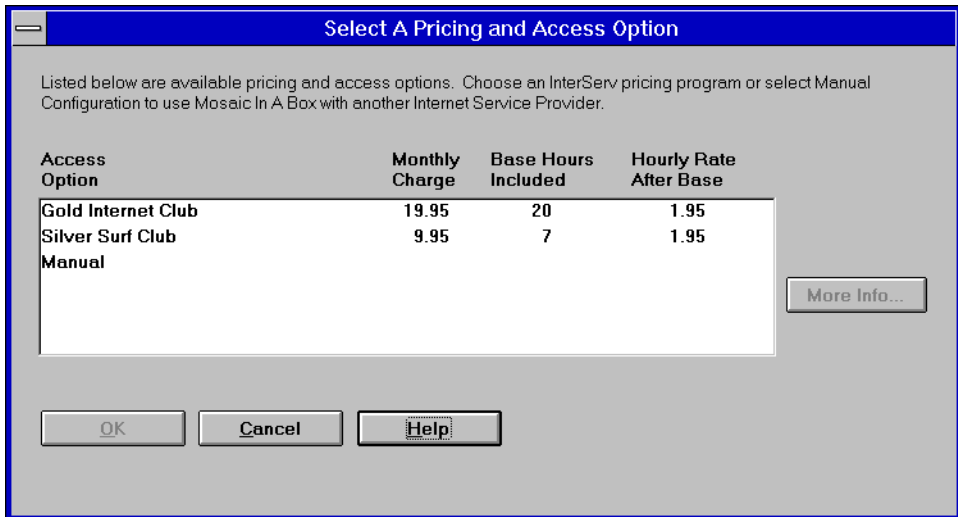 Select A Pricing and Access Option
Listed below are available pricing and access options. Choose an InterServ pricing program or select Manual
Configuration to use Mosaic In A Box with another Internet Service Provider.
Access Option Monthly Charge Base Hours Included Hourly Rate After Base
Gold Internet Club 19.95 20 1.95
Silver Surf Club 9.95 7 1.95
Manual
More Info...
OK Cancel Help